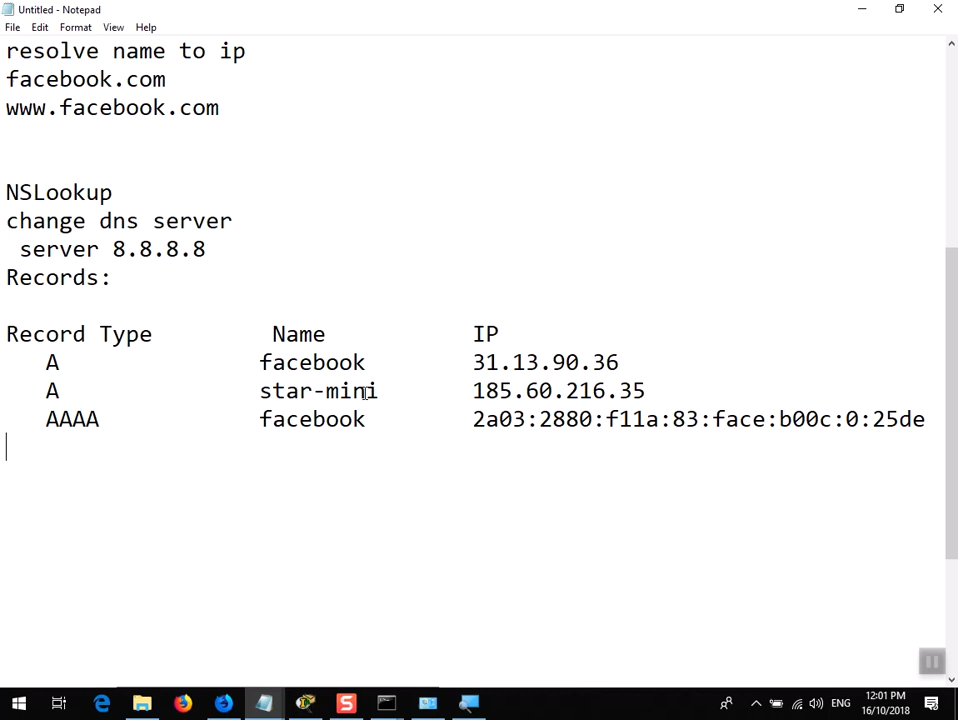 Untitled - Notepad
File Edit Format View Help
resolve name to ip
facebook.com
www.facebook.com
NSLookup
change dns server
server 8.8.8.8
Records:
Record Type Name IP
A facebook 31.13.90.36
A star-mini 185.60.216.35
AAAA facebook 2a03:2880:f11a:83:face:b00c:0:25de
ENG
12:01 PM
16/10/2018